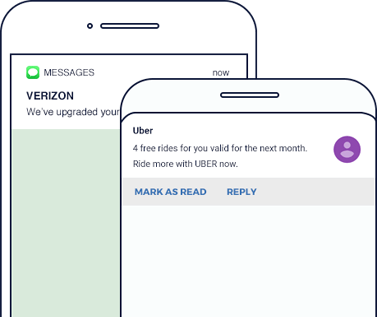 MESSAGES now
VERIZON
We've upgraded your
Uber
4 free rides for you valid for the next month.
Ride more with UBER now.
MARK AS READ REPLY